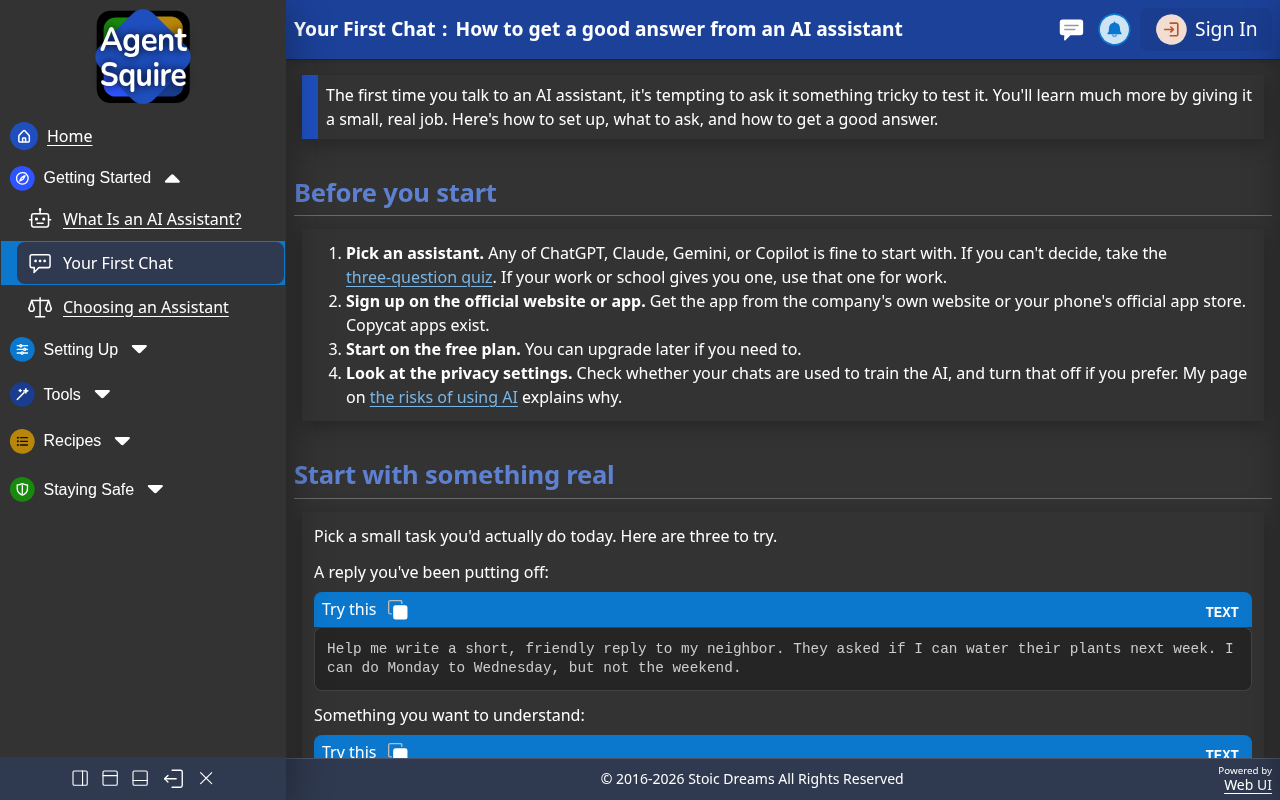 Agent
Squire
Home
Getting Started
What Is an AI Assistant?
Your First Chat
Choosing an Assistant
Setting Up
Tools
Recipes
Staying Safe
Your First Chat : How to get a good answer from an AI assistant
Sign In
The first time you talk to an AI assistant, it's tempting to ask it something tricky to test it. You'll learn much more by giving it
a small, real job. Here's how to set up, what to ask, and how to get a good answer.
Before you start
1. Pick an assistant. Any of ChatGPT, Claude, Gemini, or Copilot is fine to start with. If you can't decide, take the
three-question quiz. If your work or school gives you one, use that one for work.
2. Sign up on the official website or app. Get the app from the company's own website or your phone's official app store.
Copycat apps exist.
3. Start on the free plan. You can upgrade later if you need to.
4. Look at the privacy settings. Check whether your chats are used to train the AI, and turn that off if you prefer. My page
on the risks of using AI explains why.
Start with something real
Pick a small task you'd actually do today. Here are three to try.
A reply you've been putting off:
Try this
TEXT
Help me write a short, friendly reply to my neighbor. They asked if I can water their plants next week. I
can do Monday to Wednesday, but not the weekend.
Something you want to understand:
Try this
TEXT
© 2016-2026 Stoic Dreams All Rights Reserved
Powered by
Web UI